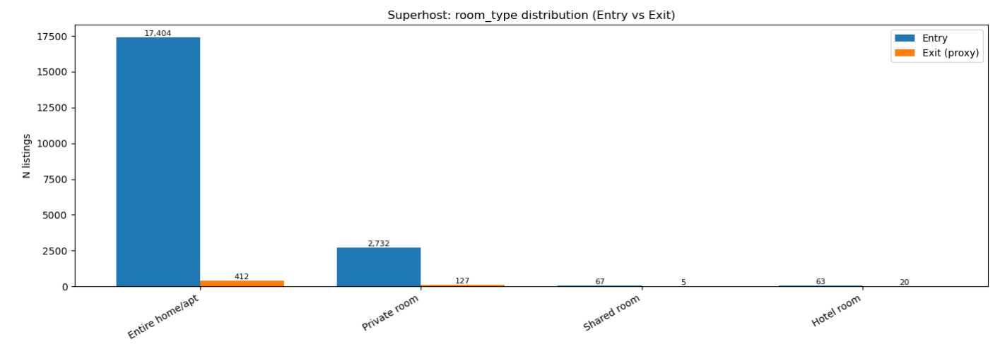 Superhost: room_type distribution (Entry vs Exit)
Entry
Exit (proxy)
N listings
17500
15000
12500
10000
7500
5000
2500
0
17,404
412
2,732
127
67
5
63
20
Entire home/apt
Private room
Shared room
Hotel room